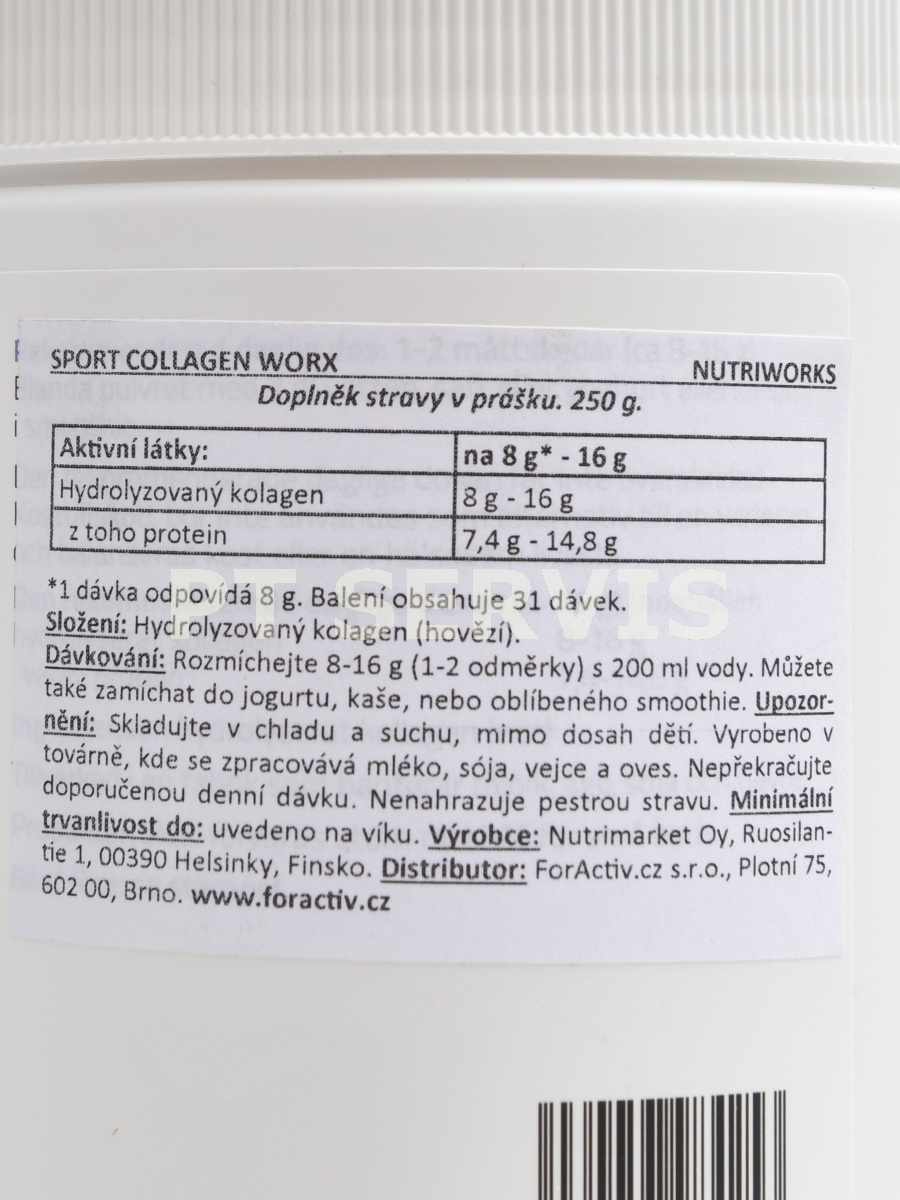 SPORT COLLAGEN WORX NUTRIWORKS
Doplněk stravy v prášku. 250 g.
Aktivní látky: na 8 g* - 16 g
Hydrolyzovaný kolagen 8 g - 16 g
z toho protein 7,4 g - 14,8 g
*1 dávka odpovídá 8 g. Balení obsahuje 31 dávek.
Složení: Hydrolyzovaný kolagen (hovězí).
Dávkování: Rozmíchejte 8-16 g (1-2 odměrky) s 200 ml vody. Můžete
také zamíchat do jogurtu, kaše, nebo oblíbeného smoothie. Upozor-
nění: Skladujte v chladu a suchu, mimo dosah dětí. Vyrobeno v
továrně, kde se zpracovává mléko, sója, vejce a oves. Nepřekračujte
doporučenou denní dávku. Nenahrazuje pestrou stravu. Minimální
trvanlivost do: uvedeno na víku. Výrobce: Nutrimarket Oy, Ruosilan-
tie 1, 00390 Helsinky, Finsko. Distributor: ForActiv.cz s.r.o., Plotní 75,
602 00, Brno. www.foractiv.cz
PT SERVIS